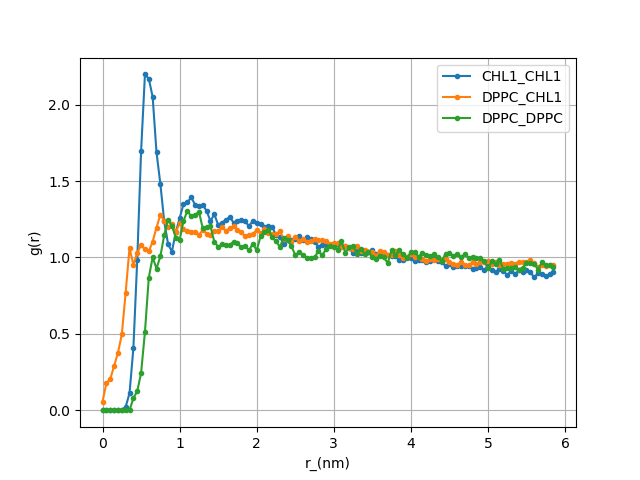 CHL1_CHL1
DPPC_CHL1
DPPC_DPPC
2.0
1.5
1.0
0.5
0.0
g(r)
0 1 2 3 4 5 6
r_(nm)